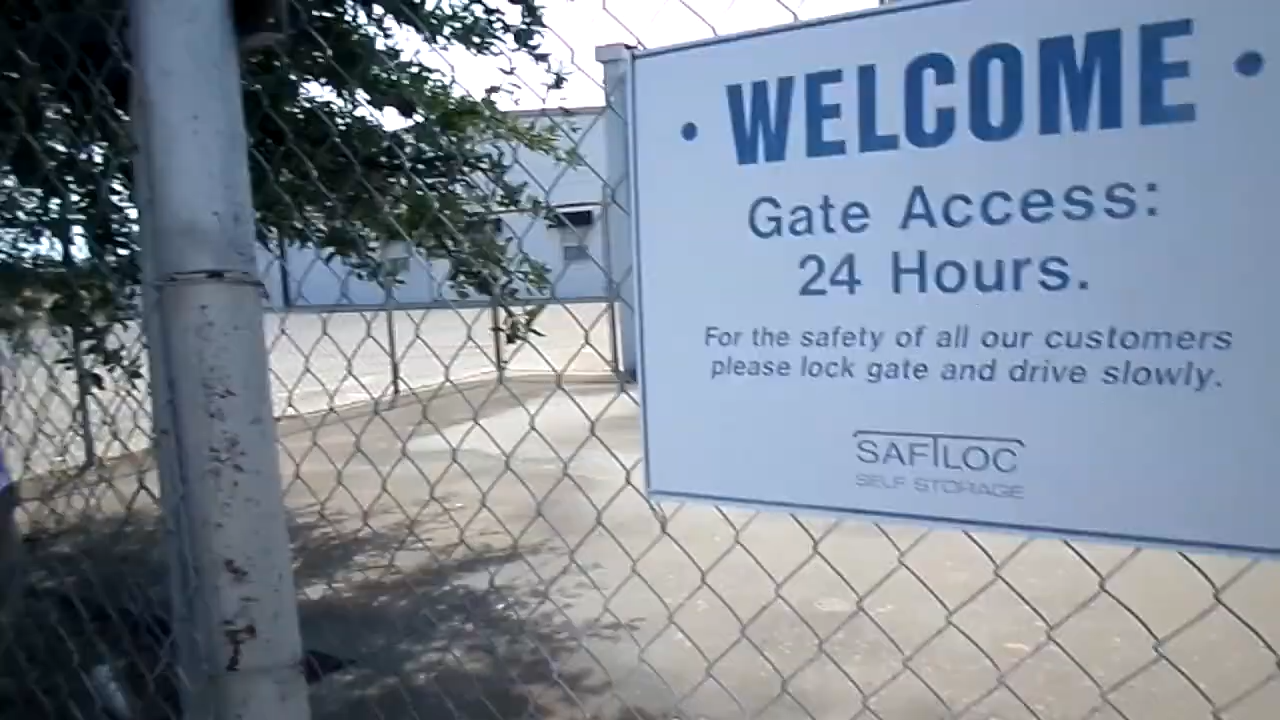 • WELCOME •
Gate Access:
24 Hours.
For the safety of all our customers
please lock gate and drive slowly.
SAFTLOC
SELF STORAGE